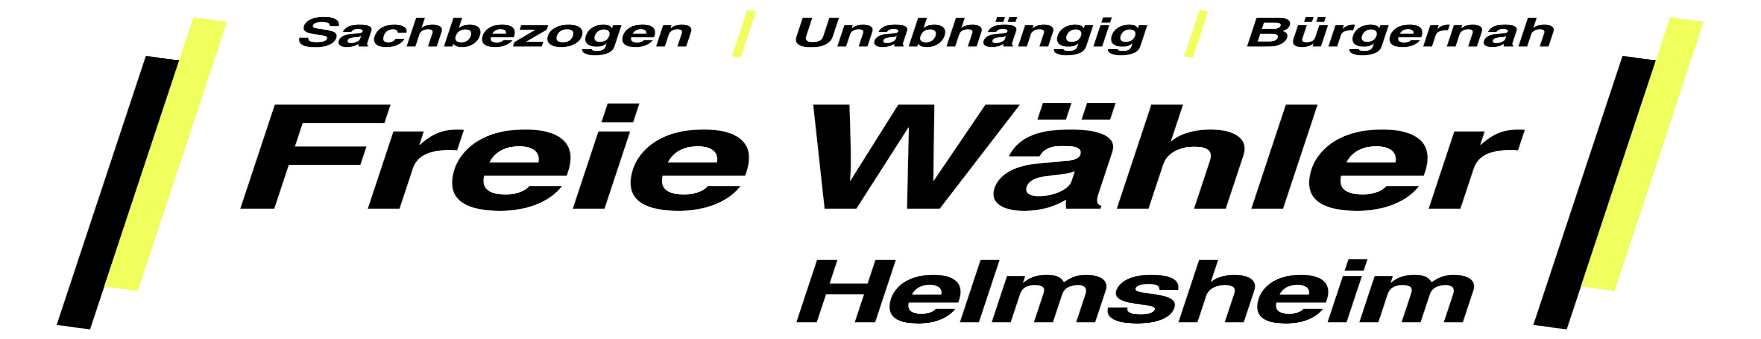 Sachbezogen / Unabhängig / Bürgernah
Freie Wähler
Helmsheim